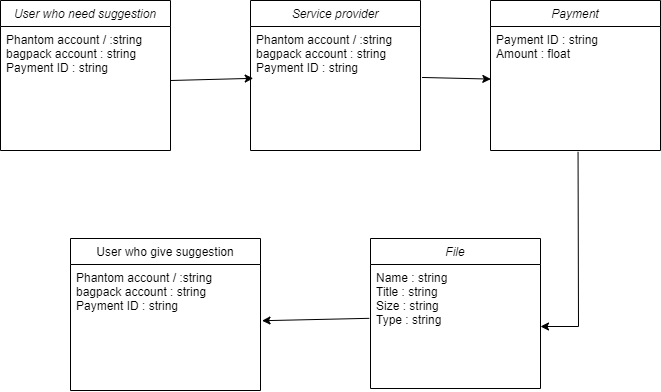 User who need suggestion
Phantom account / :string
bagpack account : string
Payment ID : string
Service provider
Phantom account / :string
bagpack account : string
Payment ID : string
Payment
Payment ID : string
Amount : float
User who give suggestion
Phantom account / :string
bagpack account : string
Payment ID : string
File
Name : string
Title : string
Size : string
Type : string